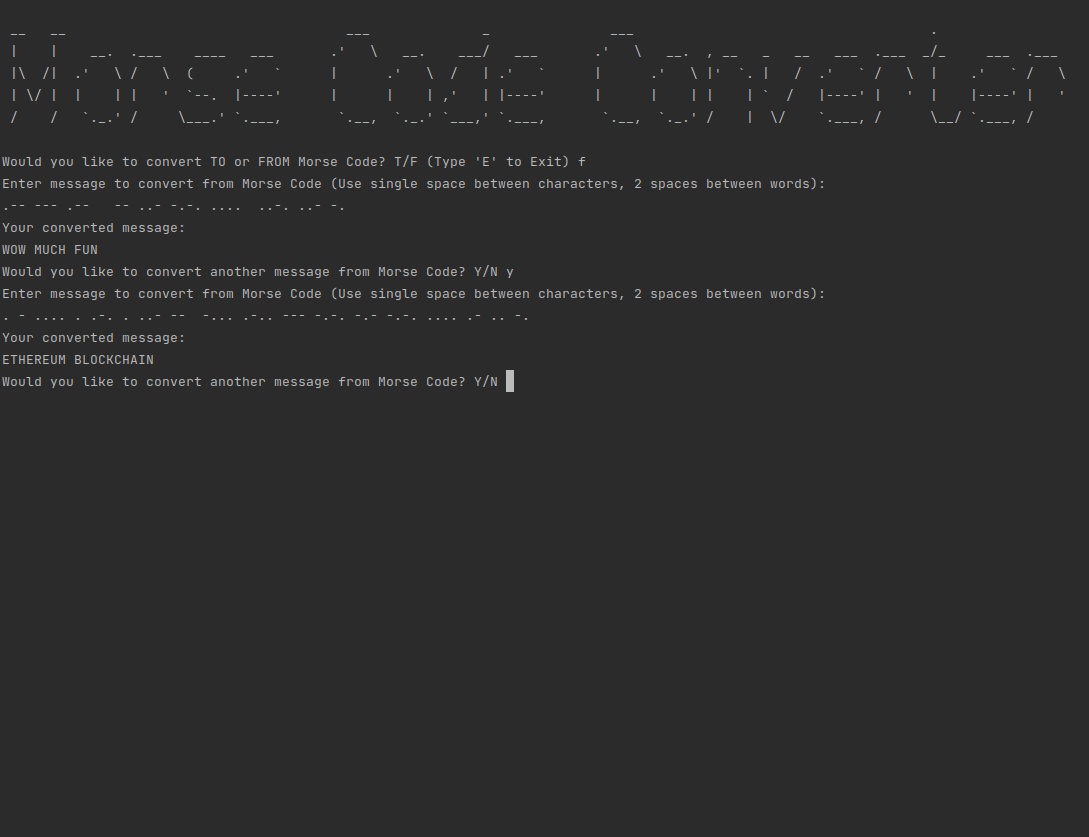 Morse Code Converter
Would you like to convert TO or FROM Morse Code? T/F (Type 'E' to Exit) f
Enter message to convert from Morse Code (Use single space between characters, 2 spaces between words):
.-- --- .--   -- ..- -.-. ....  ..-. ..- -.
Your converted message:
WOW MUCH FUN
Would you like to convert another message from Morse Code? Y/N y
Enter message to convert from Morse Code (Use single space between characters, 2 spaces between words):
. - .... . .-. . ..- --  -... .-.. --- -.-. -.- -.-. .... .- .. -.
Your converted message:
ETHEREUM BLOCKCHAIN
Would you like to convert another message from Morse Code? Y/N